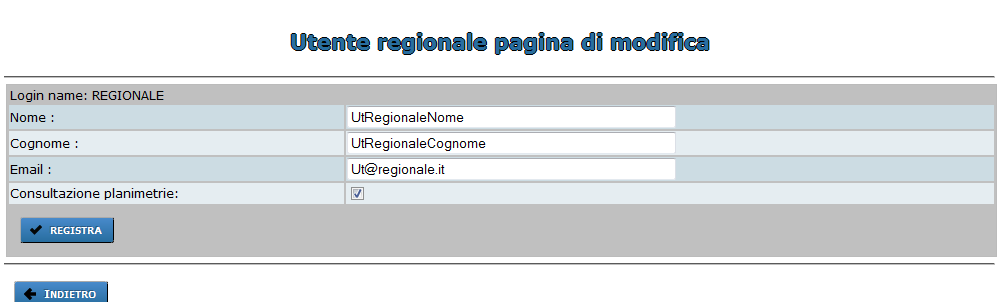 Utente regionale pagina di modifica
Login name: REGIONALE
Nome : UtRegionaleNome
Cognome : UtRegionaleCognome
Email : Ut@regionale.it
Consultazione planimetrie:
REGISTRA
INDIETRO